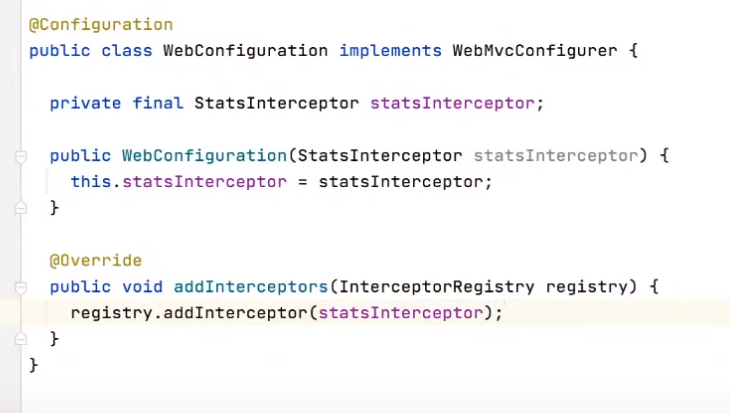 @Configuration
public class WebConfiguration implements WebMvcConfigurer {
private final StatsInterceptor statsInterceptor;
public WebConfiguration(StatsInterceptor statsInterceptor) {
this.statsInterceptor = statsInterceptor;
}
@Override
public void addInterceptors(InterceptorRegistry registry) {
registry.addInterceptor(statsInterceptor);
}
}